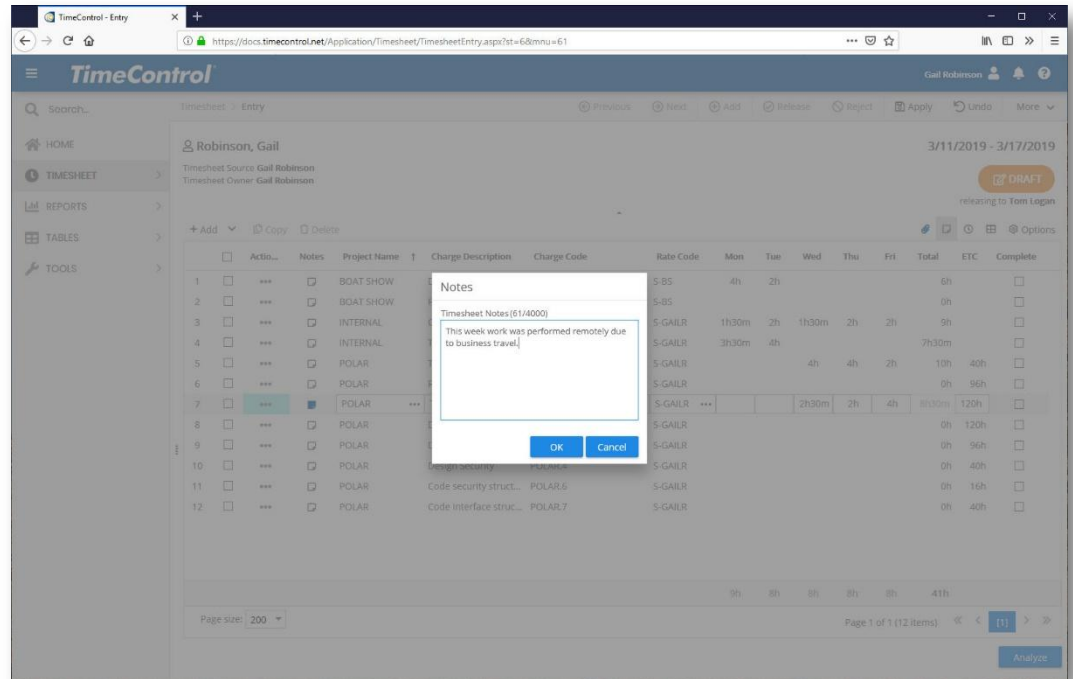 TimeControl - Entry
https://docs.timecontrol.net/Application/Timesheet/TimesheetEntry.aspx?st=6&mnu=61
TimeControl
Gail Robinson
Search...
Timesheet / Entry
Previous Next Add Release Reject Apply Undo More
HOME
TIMESHEET
REPORTS
TABLES
TOOLS
Robinson, Gail
3/11/2019 - 3/17/2019
Timesheet Source Gail Robinson
Timesheet Owner Gail Robinson
DRAFT
releasing to Tom Logan
+ Add Copy Delete
Options
Actio... Notes Project Name ↑ Charge Description Charge Code Rate Code Mon Tue Wed Thu Fri Total ETC Complete
1 BOAT SHOW S-BS 4h 2h 6h
2 BOAT SHOW S-BS 0h
3 INTERNAL S-GAILR 1h30m 2h 1h30m 2h 2h 9h
4 INTERNAL S-GAILR 3h30m 4h 7h30m
5 POLAR S-GAILR 4h 4h 2h 10h 40h
6 POLAR S-GAILR 0h 96h
7 POLAR S-GAILR 2h30m 2h 4h 8h30m 120h
8 POLAR S-GAILR 0h 120h
9 POLAR S-GAILR 0h 96h
10 POLAR Design Security POLAR.4 S-GAILR 0h 40h
11 POLAR Code security struct... POLAR.6 S-GAILR 0h 16h
12 POLAR Code Interface struc... POLAR.7 S-GAILR 0h 40h
Notes
Timesheet Notes (61/4000)
This week work was performed remotely due
to business travel.
OK Cancel
9h 8h 8h 8h 8h 41h
Page size: 200
Page 1 of 1 (12 items) [1]
Analyze